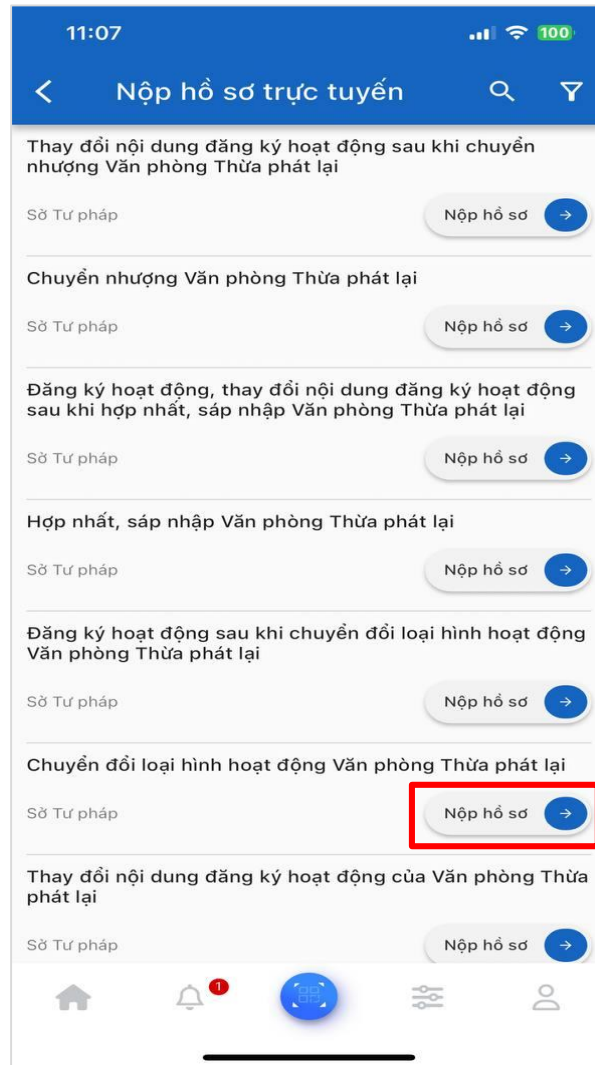 11:07
100
Nộp hồ sơ trực tuyến
Thay đổi nội dung đăng ký hoạt động sau khi chuyển
nhượng Văn phòng Thừa phát lại
Sở Tư pháp
Nộp hồ sơ
Chuyển nhượng Văn phòng Thừa phát lại
Sở Tư pháp
Nộp hồ sơ
Đăng ký hoạt động, thay đổi nội dung đăng ký hoạt động
sau khi hợp nhất, sáp nhập Văn phòng Thừa phát lại
Sở Tư pháp
Nộp hồ sơ
Hợp nhất, sáp nhập Văn phòng Thừa phát lại
Sở Tư pháp
Nộp hồ sơ
Đăng ký hoạt động sau khi chuyển đổi loại hình hoạt động
Văn phòng Thừa phát lại
Sở Tư pháp
Nộp hồ sơ
Chuyển đổi loại hình hoạt động Văn phòng Thừa phát lại
Sở Tư pháp
Nộp hồ sơ
Thay đổi nội dung đăng ký hoạt động của Văn phòng Thừa
phát lại
Sở Tư pháp
Nộp hồ sơ
1